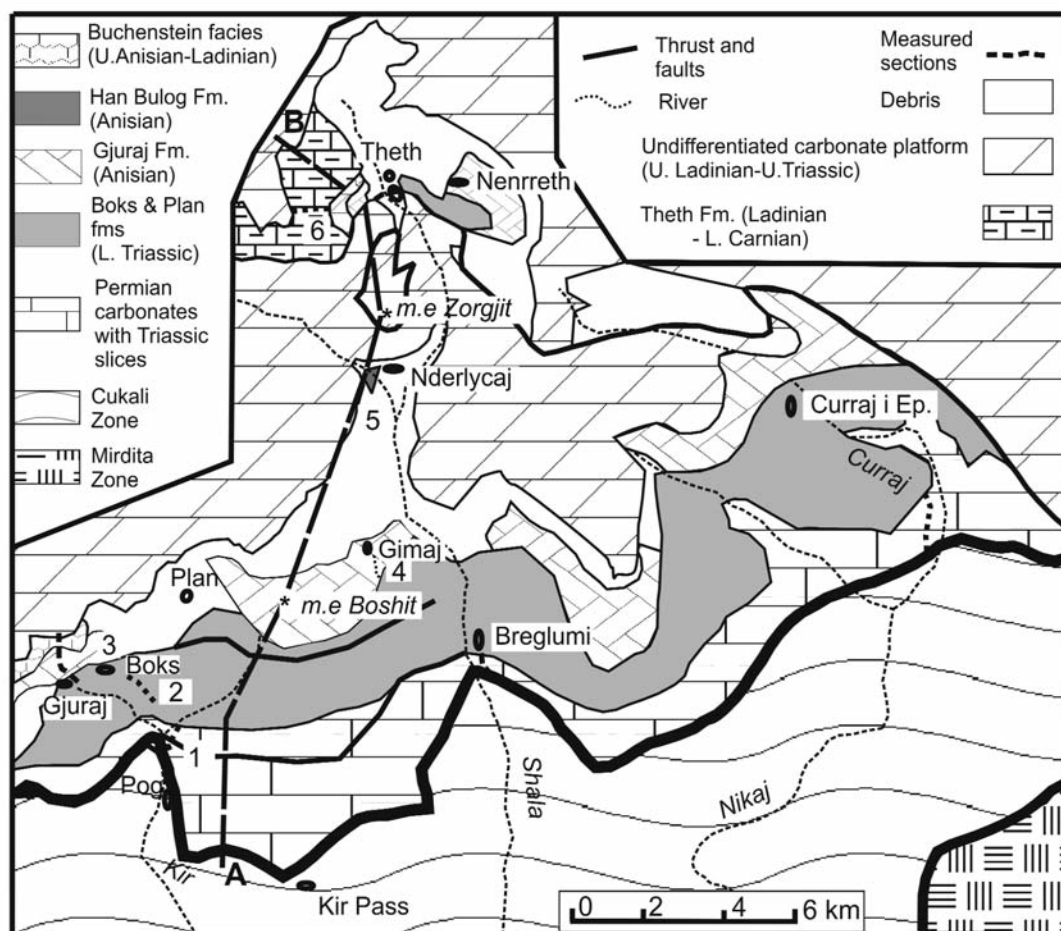 Buchenstein facies
(U.Anisian-Ladinian)
Han Bulog Fm.
(Anisian)
Gjuraj Fm.
(Anisian)
Boks & Plan
fms
(L. Triassic)
Permian
carbonates
with Triassic
slices
Cukali
Zone
Mirdita
Zone
Thrust and
faults
River
Measured
sections
Debris
Undifferentiated carbonate platform
(U. Ladinian-U.Triassic)
Theth Fm. (Ladinian
- L. Carnian)
B
Theth
Nenrreth
6
* m.e Zorgjit
Nderlycaj
5
Curraj i Ep.
Curraj
Gimaj
4
Plan
* m.e Boshit
Breglumi
3
Boks
2
Gjuraj
1
Pog
Shala
Nikaj
Kir
A
Kir Pass
0 2 4 6 km